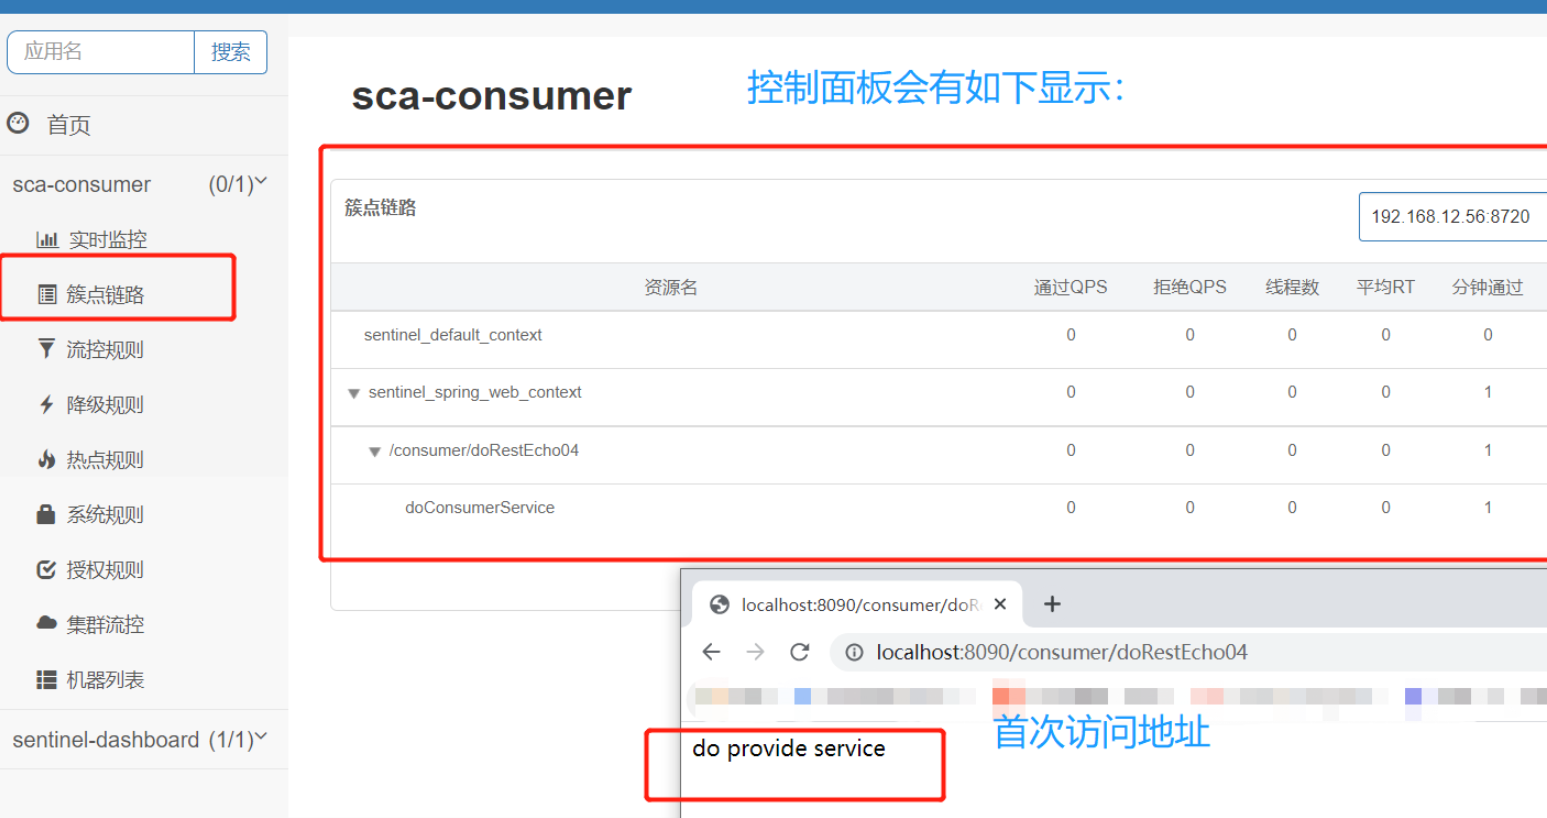 应用名 搜索
首页
sca-consumer (0/1)
实时监控
簇点链路
流控规则
降级规则
热点规则
系统规则
授权规则
集群流控
机器列表
sentinel-dashboard (1/1)
sca-consumer
控制面板会有如下显示：
簇点链路
192.168.12.56:8720
资源名 通过QPS 拒绝QPS 线程数 平均RT 分钟通过
sentinel_default_context 0 0 0 0 0
sentinel_spring_web_context 0 0 0 0 1
/consumer/doRestEcho04 0 0 0 0 1
doConsumerService 0 0 0 0 1
localhost:8090/consumer/doR
localhost:8090/consumer/doRestEcho04
首次访问地址
do provide service